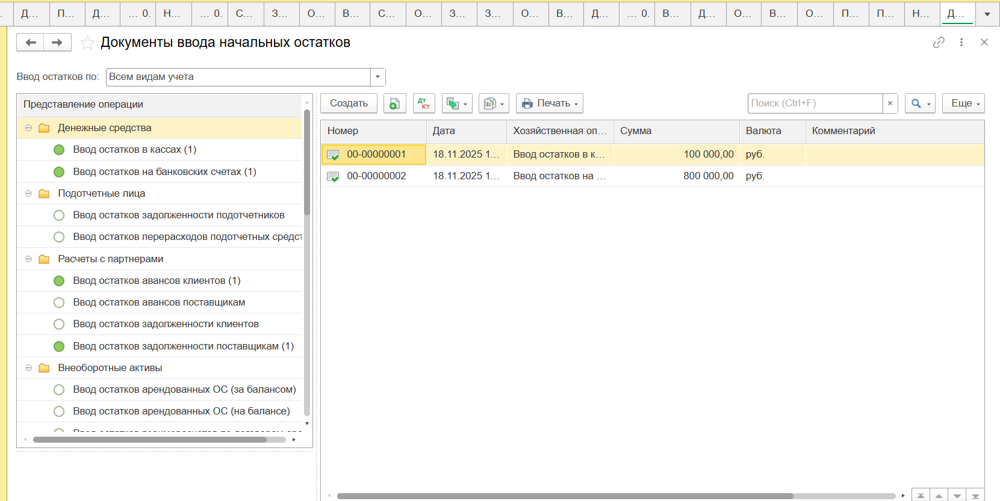 Д... П... Д... ... 0. Н... ... 0. С... З... О... В... С... О... З... З... О... В... Д... ... 0. В... Д... О... В... О... П... П... Н... Д...
Документы ввода начальных остатков
Ввод остатков по: Всем видам учета
Представление операции
Денежные средства
Ввод остатков в кассах (1)
Ввод остатков на банковских счетах (1)
Подотчетные лица
Ввод остатков задолженности подотчетников
Ввод остатков перерасходов подотчетных средст
Расчеты с партнерами
Ввод остатков авансов клиентов (1)
Ввод остатков авансов поставщикам
Ввод остатков задолженности клиентов
Ввод остатков задолженности поставщикам (1)
Внеоборотные активы
Ввод остатков арендованных ОС (за балансом)
Ввод остатков арендованных ОС (на балансе)
Создать Дт Кт Печать Поиск (Ctrl+F) × Еще
Номер Дата Хозяйственная оп... Сумма Валюта Комментарий
00-00000001 18.11.2025 1... Ввод остатков в к... 100 000,00 руб.
00-00000002 18.11.2025 1... Ввод остатков на ... 800 000,00 руб.